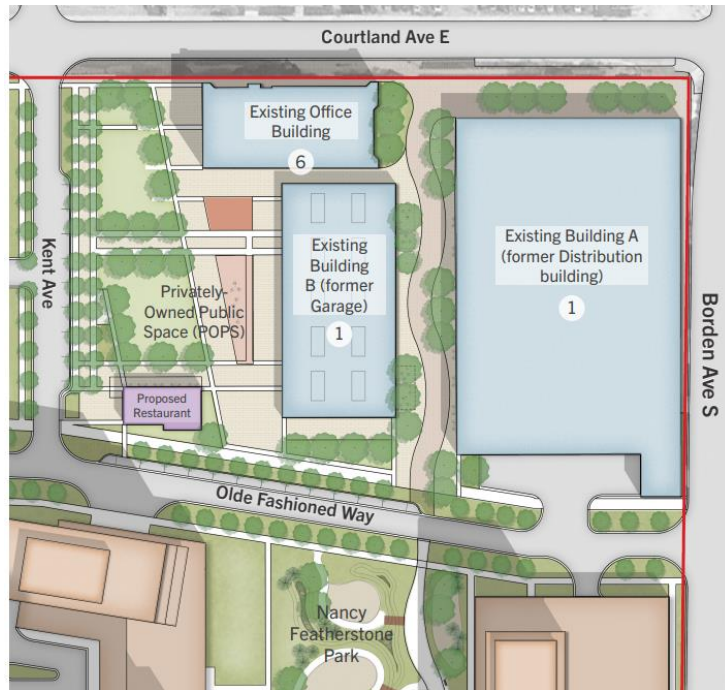 Courtland Ave E
Existing Office
Building
6
Kent Ave
Existing
Building
B (former
Garage)
1
Existing Building A
(former Distribution
building)
1
Privately-
Owned Public
Space (POPS)
Borden Ave S
Proposed
Restaurant
Olde Fashioned Way
Nancy
Featherstone
Park